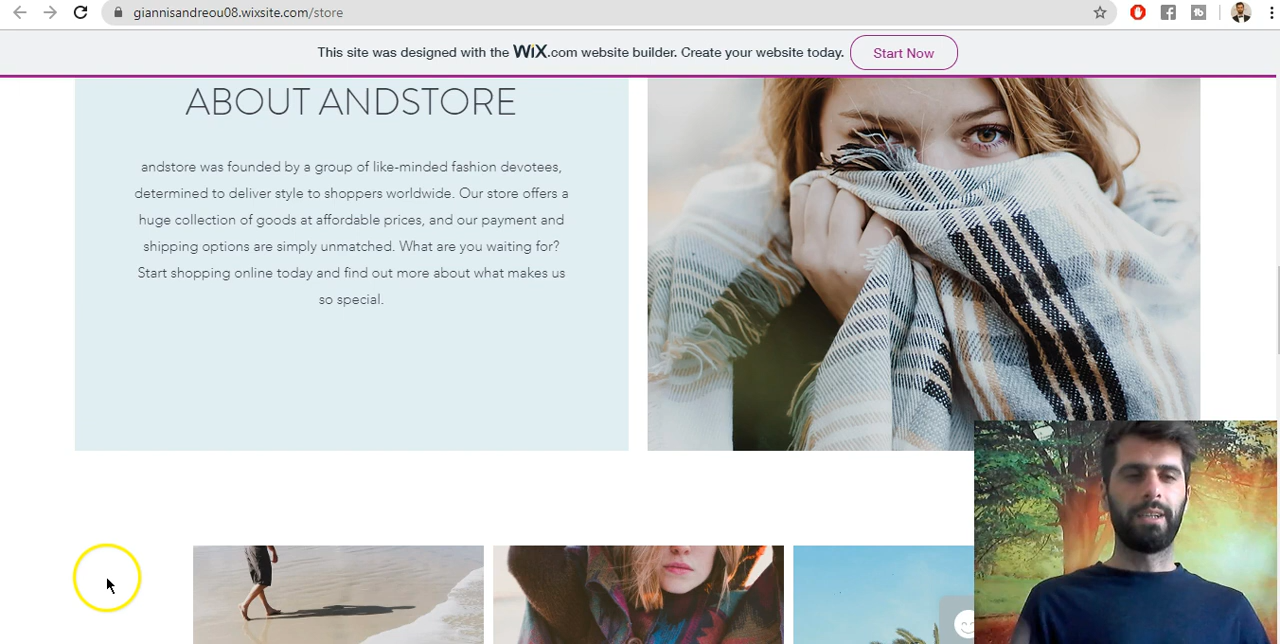 giannisandreou08.wixsite.com/store
This site was designed with the WiX.com website builder. Create your website today. Start Now
ABOUT ANDSTORE
andstore was founded by a group of like-minded fashion devotees,
determined to deliver style to shoppers worldwide. Our store offers a
huge collection of goods at affordable prices, and our payment and
shipping options are simply unmatched. What are you waiting for?
Start shopping online today and find out more about what makes us
so special.